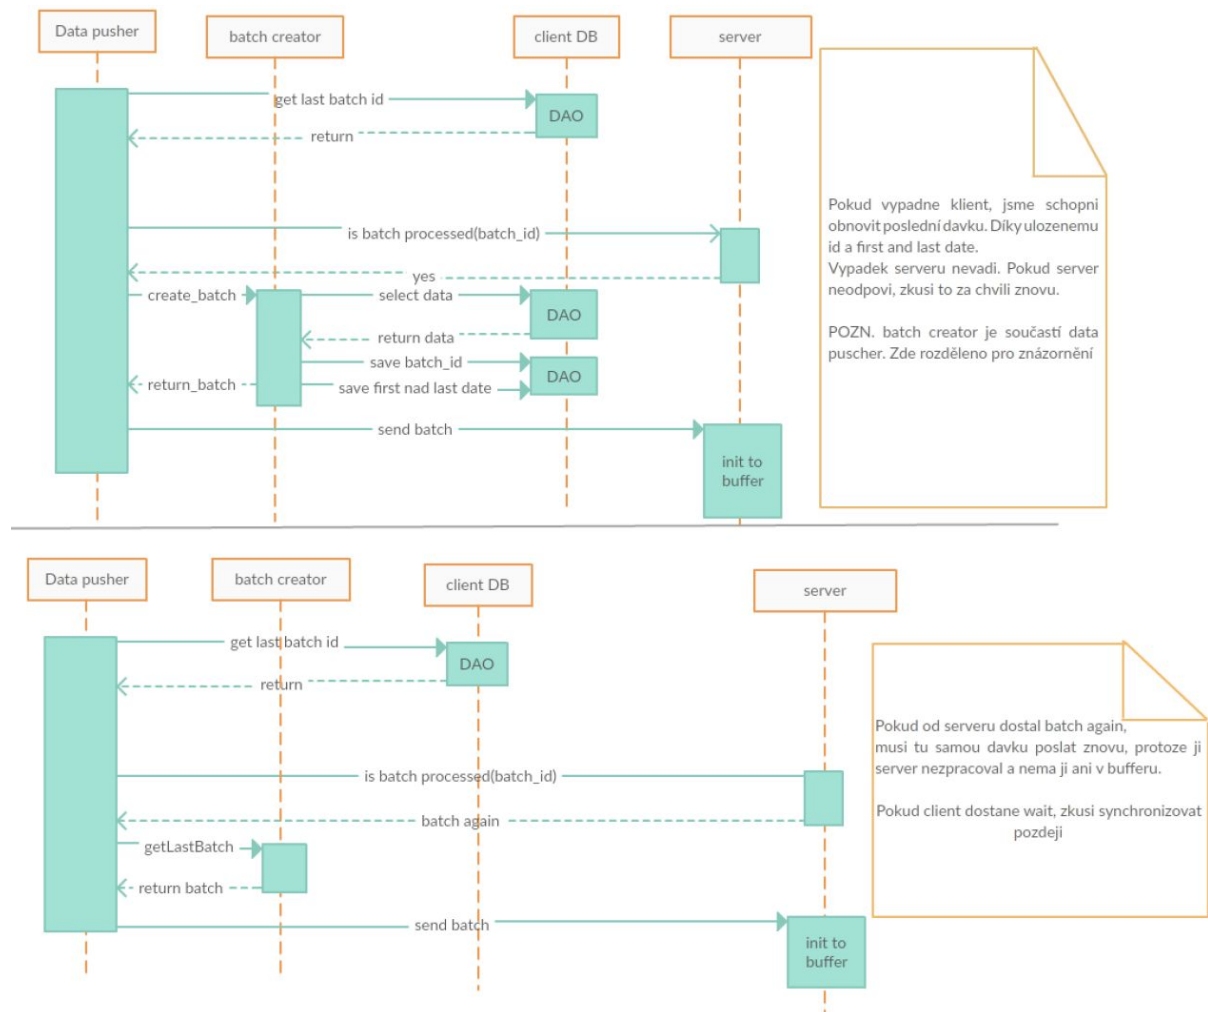 Data pusher
batch creator
client DB
server
get last batch id
DAO
return
is batch processed(batch_id)
yes
create_batch
select data
DAO
return data
save batch_id
DAO
return_batch
save first nad last date
send batch
init to
buffer
Pokud vypadne klient, jsme schopni
obnovit poslední davku. Díky ulozenemu
id a first and last date.
Vypadek serveru nevadi. Pokud server
neodpovi, zkusi to za chvili znovu.
POZN. batch creator je součastí data
puscher. Zde rozděleno pro znázornění
Data pusher
batch creator
client DB
server
get last batch id
DAO
return
is batch processed(batch_id)
batch again
getLastBatch
return batch
send batch
init to
buffer
Pokud od serveru dostal batch again,
musi tu samou davku poslat znovu, protoze ji
server nezpracoval a nema ji ani v bufferu.
Pokud client dostane wait, zkusi synchronizovat
pozdeji